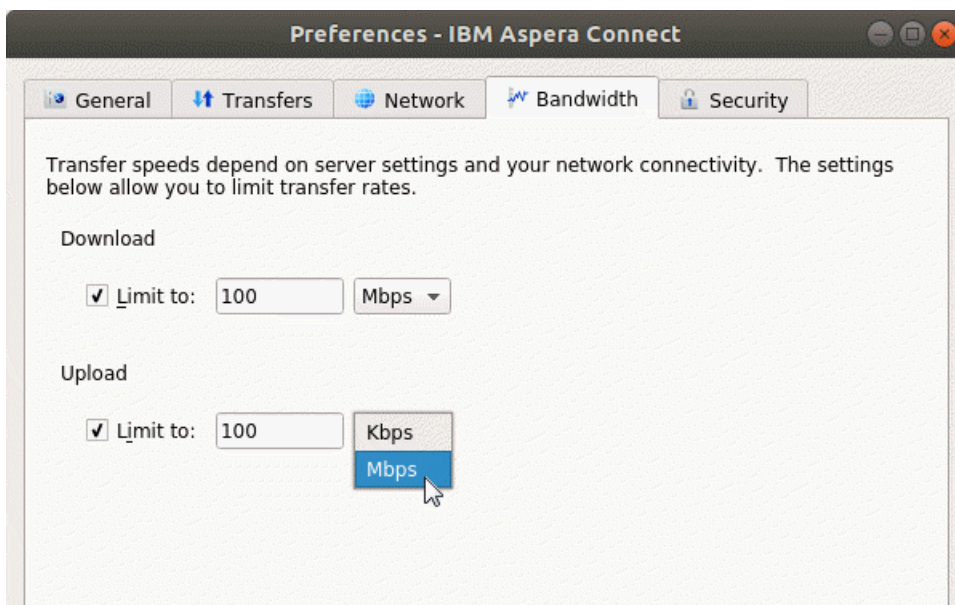 Preferences - IBM Aspera Connect
General Transfers Network Bandwidth Security
Transfer speeds depend on server settings and your network connectivity.  The settings
below allow you to limit transfer rates.
Download
Limit to: 100 Mbps
Upload
Limit to: 100 Kbps
Mbps